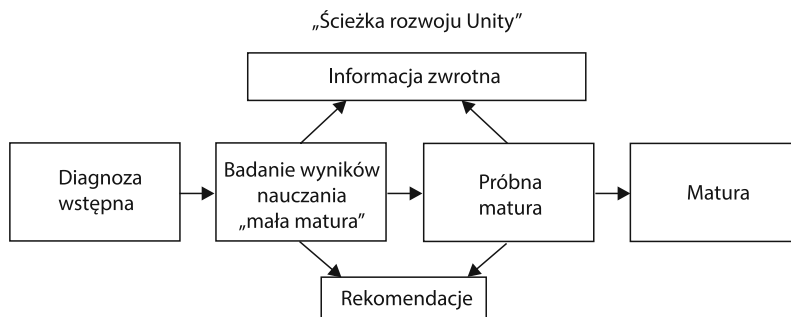 „Ścieżka rozwoju Unity”
Informacja zwrotna
Diagnoza
wstępna
Badanie wyników
nauczania
„mała matura”
Próbna
matura
Matura
Rekomendacje